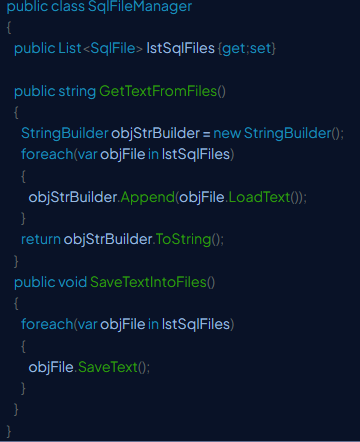 public class SqlFileManager
{
public List<SqlFile> lstSqlFiles {get;set}
public string GetTextFromFiles()
{
StringBuilder objStrBuilder = new StringBuilder();
foreach(var objFile in lstSqlFiles)
{
objStrBuilder.Append(objFile.LoadText());
}
return objStrBuilder.ToString();
}
public void SaveTextIntoFiles()
{
foreach(var objFile in lstSqlFiles)
{
objFile.SaveText();
}
}
}